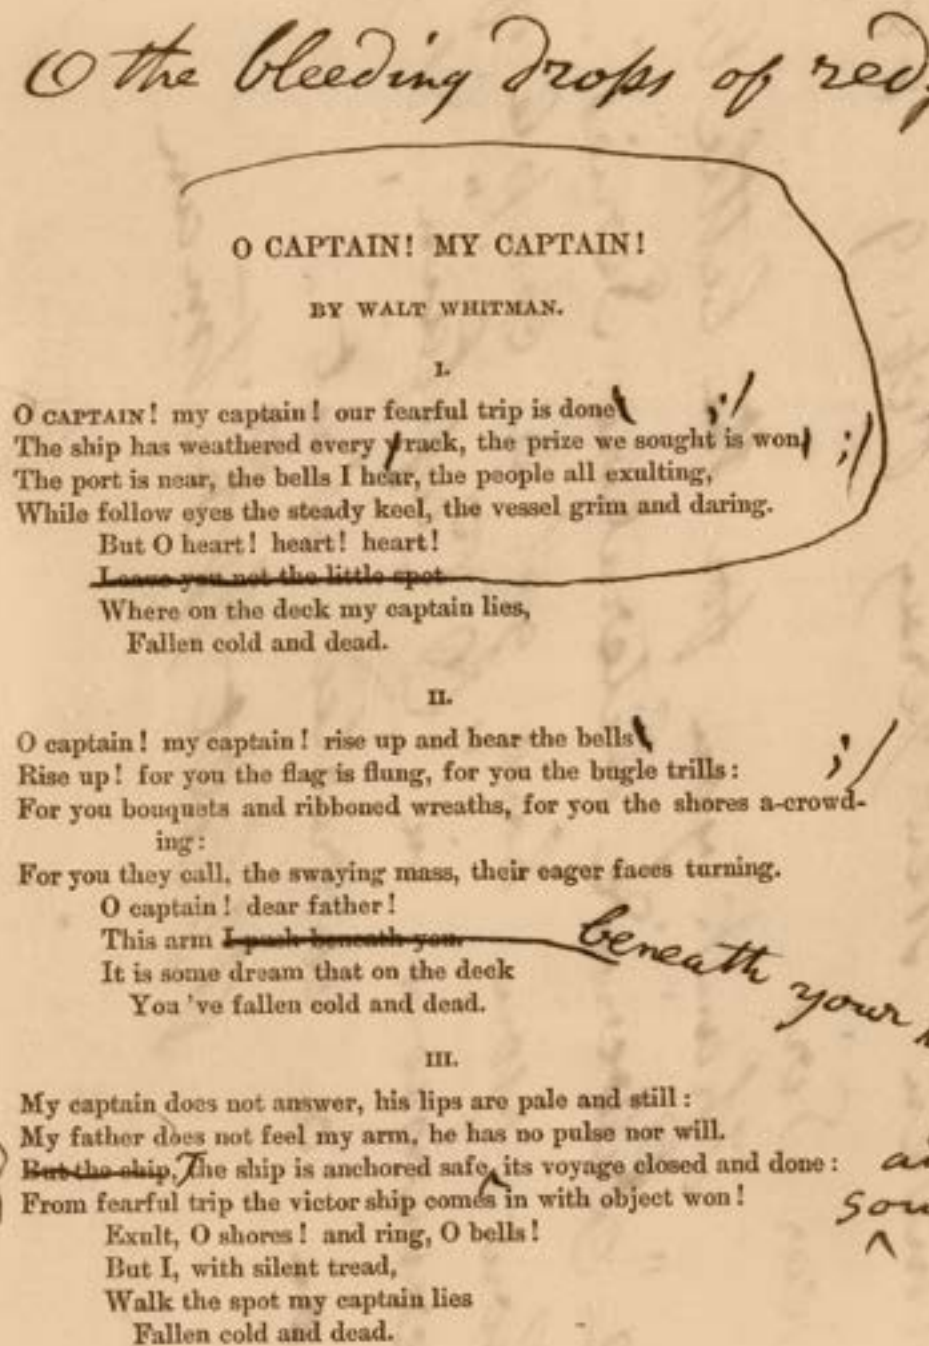 O the bleeding drops of red,
O CAPTAIN! MY CAPTAIN!
BY WALT WHITMAN.
I.
O CAPTAIN! my captain! our fearful trip is done ;/
The ship has weathered every rack, the prize we sought is won ;/
The port is near, the bells I hear, the people all exulting,
While follow eyes the steady keel, the vessel grim and daring.
But O heart! heart! heart!
Leave you not the little spot
Where on the deck my captain lies,
Fallen cold and dead.
II.
O captain! my captain! rise up and hear the bells ;/
Rise up! for you the flag is flung, for you the bugle trills:
For you bouquets and ribboned wreaths, for you the shores a-crowd-
ing:
For you they call, the swaying mass, their eager faces turning.
O captain! dear father!
This arm I push beneath you. beneath your
It is some dream that on the deck
You 've fallen cold and dead.
III.
My captain does not answer, his lips are pale and still:
My father does not feel my arm, he has no pulse nor will.
But the ship, The ship is anchored safe, its voyage closed and done:
From fearful trip the victor ship comes in with object won!
Exult, O shores! and ring, O bells!
But I, with silent tread,
Walk the spot my captain lies
Fallen cold and dead.